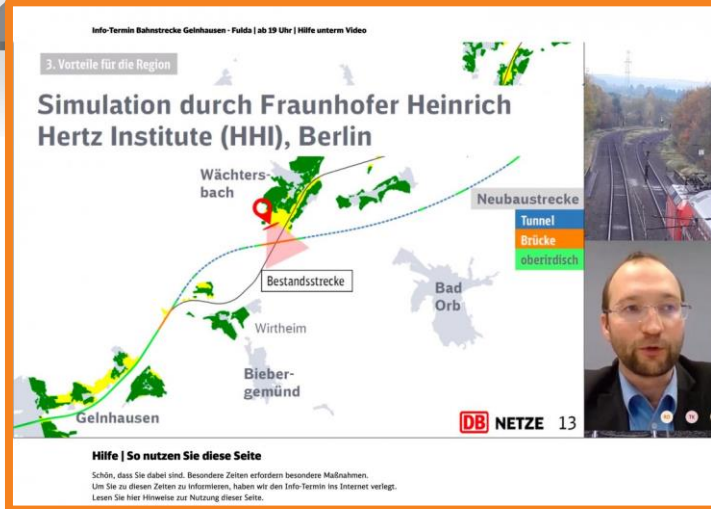 Info-Termin Bahnstrecke Gelnhausen - Fulda | ab 19 Uhr | Hilfe unterm Video
3. Vorteile für die Region
Simulation durch Fraunhofer Heinrich
Hertz Institute (HHI), Berlin
Wächters-
bach
Neubaustrecke
Tunnel
Brücke
oberirdisch
Bestandsstrecke
Bad
Orb
Wirtheim
Bieber-
gemünd
Gelnhausen
DB NETZE 13
Hilfe | So nutzen Sie diese Seite
Schön, dass Sie dabei sind. Besondere Zeiten erfordern besondere Maßnahmen.
Um Sie zu diesen Zeiten zu informieren, haben wir den Info-Termin ins Internet verlegt.
Lesen Sie hier Hinweise zur Nutzung dieser Seite.